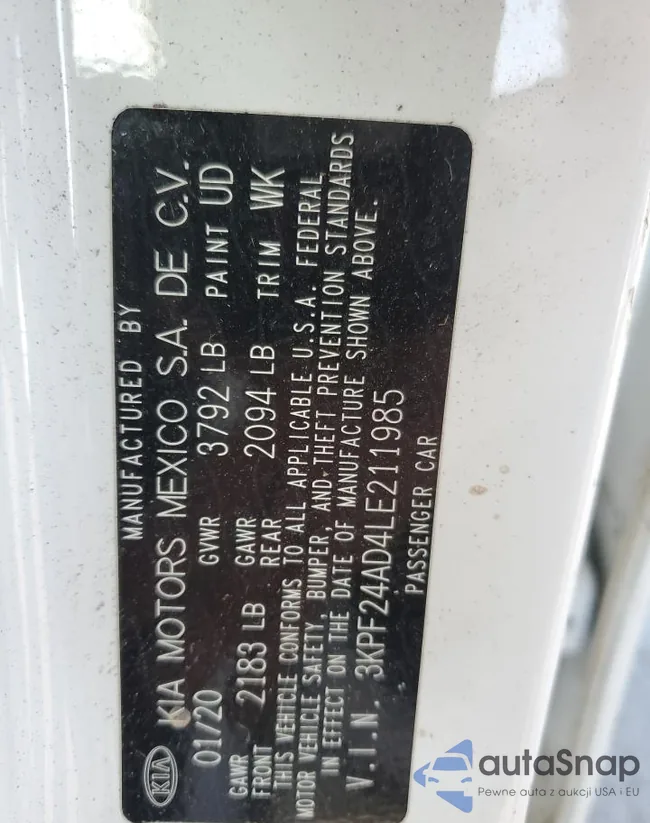 MANUFACTURED BY
KIA KIA MOTORS MEXICO S.A. DE C.V.
01/20 GVWR 3792 LB PAINT UD
GAWR FRONT 2183 LB GAWR REAR 2094 LB TRIM WK
THIS VEHICLE CONFORMS TO ALL APPLICABLE U.S.A. FEDERAL
MOTOR VEHICLE SAFETY, BUMPER, AND THEFT PREVENTION STANDARDS
IN EFFECT ON THE DATE OF MANUFACTURE SHOWN ABOVE.
V.I.N. 3KPF24AD4LE211985
PASSENGER CAR
autoSnap
Pewne auta z aukcji USA i EU